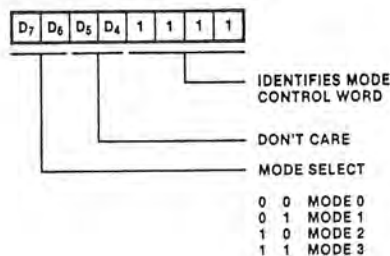 D7 D6 D5 D4 1 1 1 1
IDENTIFIES MODE
CONTROL WORD
DON'T CARE
MODE SELECT
0 0 MODE 0
0 1 MODE 1
1 0 MODE 2
1 1 MODE 3